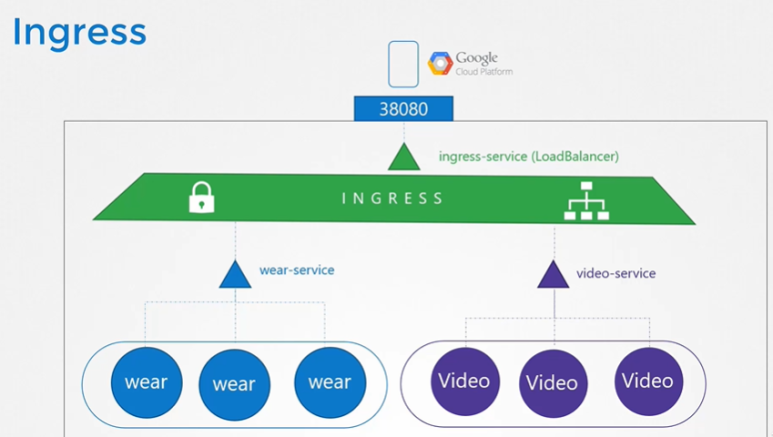 Ingress
Google
Cloud Platform
38080
ingress-service (LoadBalancer)
INGRESS
wear-service
video-service
wear
wear
wear
Video
Video
Video